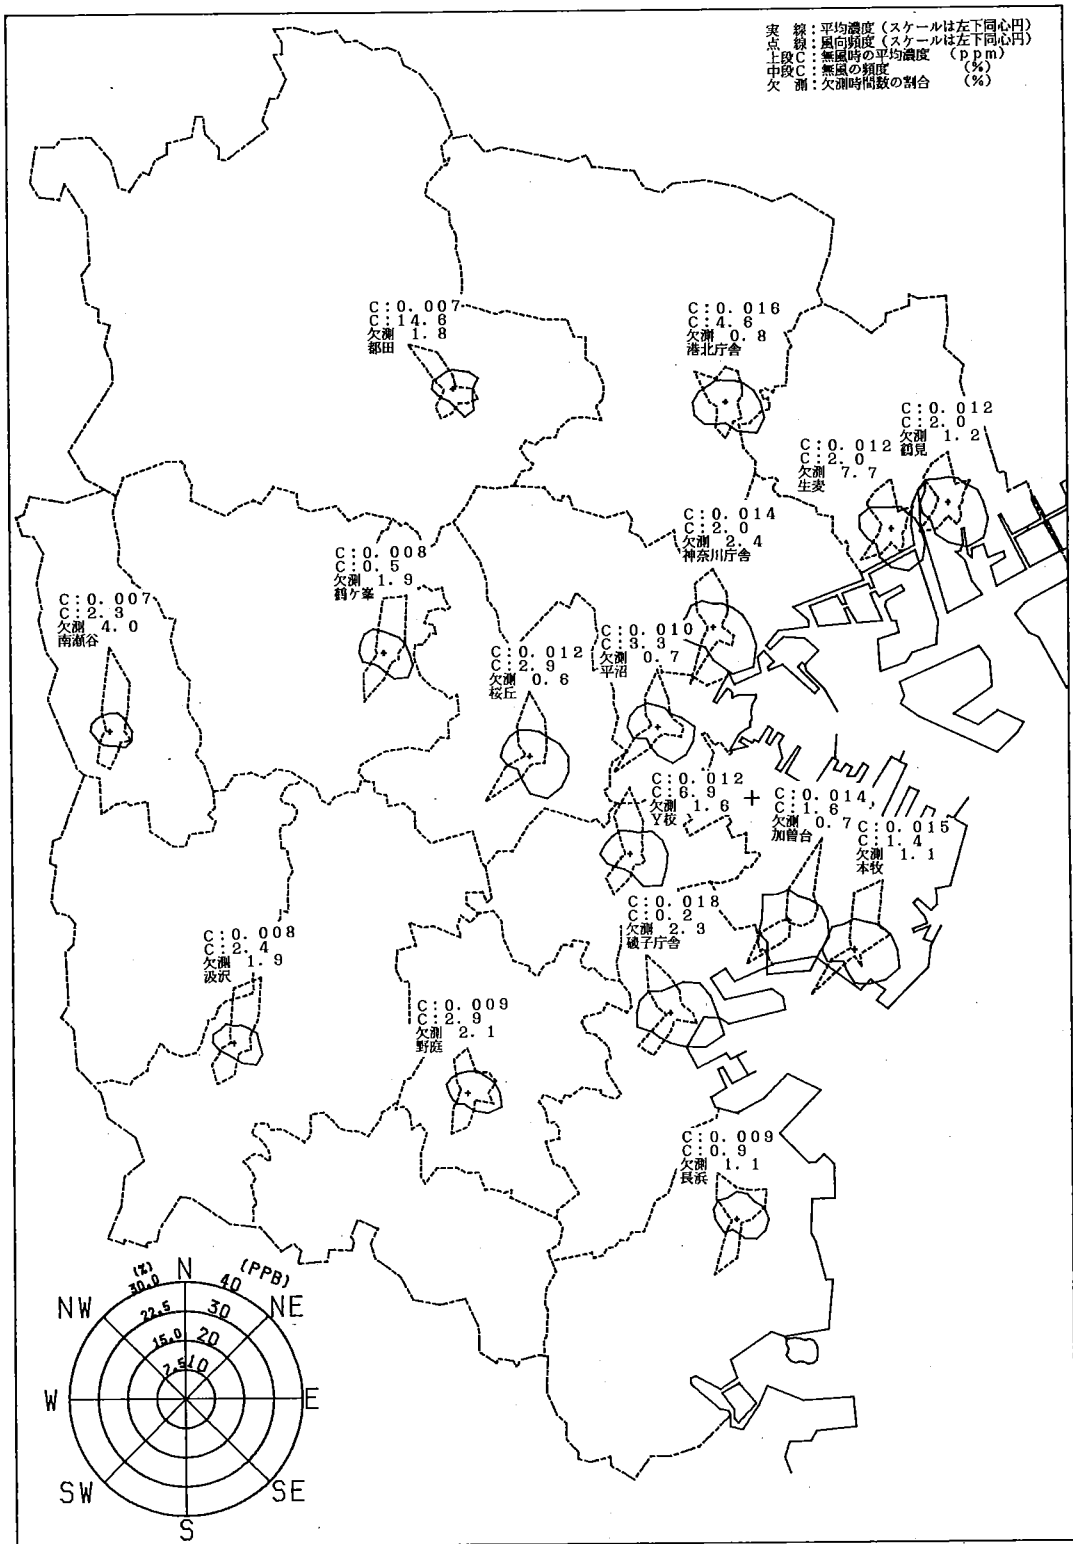 実　線：平均濃度（スケールは左下同心円）
点　線：風向頻度（スケールは左下同心円）
上段C：無風時の平均濃度　（ppm）
中段C：無風の頻度　（%）
欠　測：欠測時間数の割合　（%）
C:0.007
C:14.6
欠測 1.8
都田
C:0.016
C:4.6
欠測 0.8
港北庁舎
C:0.012
C:2.0
欠測 1.2
鶴見
C:0.012
C:2.0
欠測 7.7
生麦
C:0.014
C:2.0
欠測 2.4
神奈川庁舎
C:0.008
C:0.5
欠測 1.9
鶴ケ峯
C:0.007
C:2.3
欠測 4.0
南瀬谷
C:0.010
C:3.3
欠測 0.7
平沼
C:0.012
C:2.9
欠測 0.6
桜丘
C:0.012
C:6.9
欠測 1.6
Y校
C:0.014
C:1.6
欠測 0.7
加曽台
C:0.015
C:1.4
欠測 1.1
本牧
C:0.018
C:0.2
欠測 2.3
磯子庁舎
C:0.008
C:2.4
欠測 1.9
汲沢
C:0.009
C:2.9
欠測 2.1
野庭
C:0.009
C:0.9
欠測 1.1
長浜
(%) N (PPB)
30.0 40
NW 22.5 30 NE
15.0 20
7.5 10
W E
SW SE
S